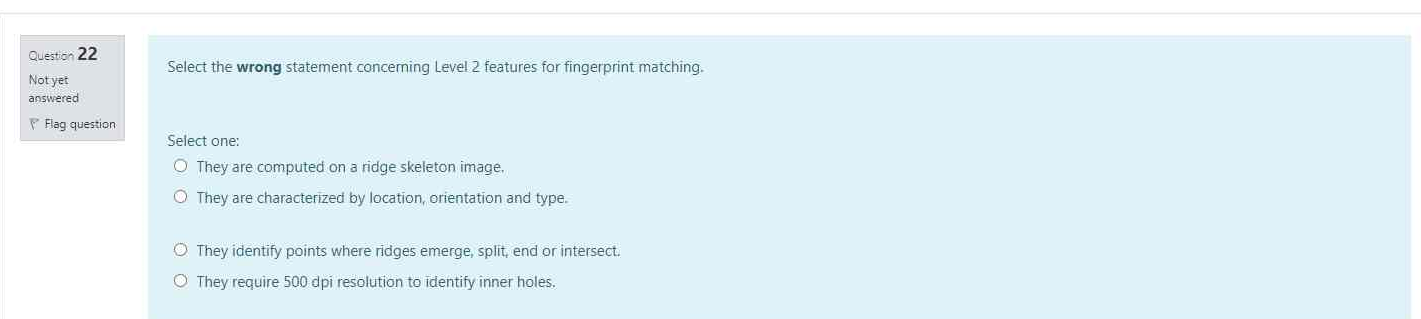 Question 22
Not yet
answered
Flag question
Select the wrong statement concerning Level 2 features for fingerprint matching.
Select one:
They are computed on a ridge skeleton image.
They are characterized by location, orientation and type.
They identify points where ridges emerge, split, end or intersect.
They require 500 dpi resolution to identify inner holes.